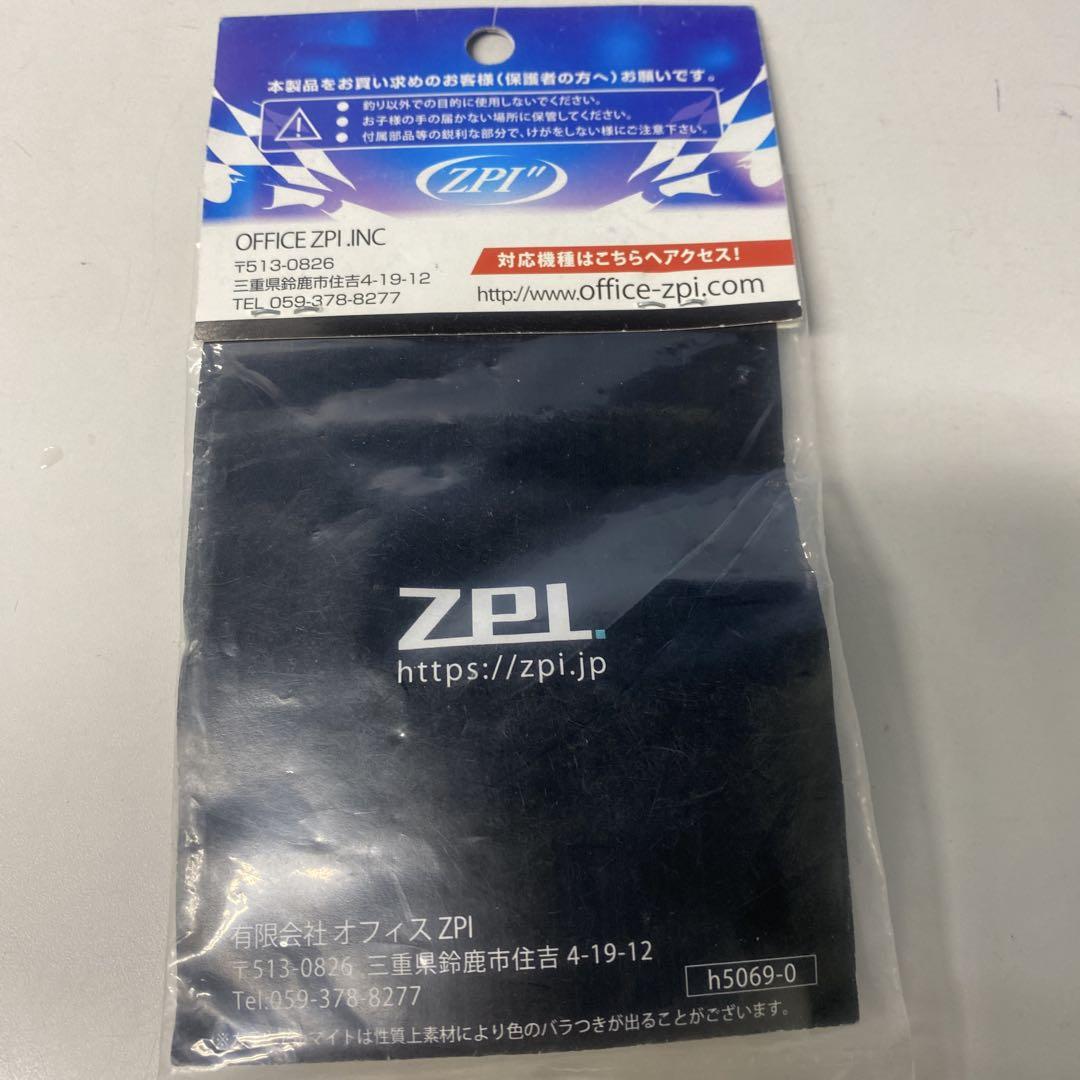 本製品をお買い求めのお客様(保護者の方へ)お願いです。
● 釣り以外での目的に使用しないでください。
● お子様の手の届かない場所に保管してください。
● 付属部品等の鋭利な部分で、けがをしない様にご注意下さい。
ZPI"
OFFICE ZPI .INC
〒513-0826
三重県鈴鹿市住吉4-19-12
TEL 059-378-8277
対応機種はこちらへアクセス!
http://www.office-zpi.com
ZPI.
https://zpi.jp
有限会社 オフィス ZPI
〒513-0826 三重県鈴鹿市住吉 4-19-12
Tel.059-378-8277
h5069-0
マイトは性質上素材により色のバラつきが出ることがございます。